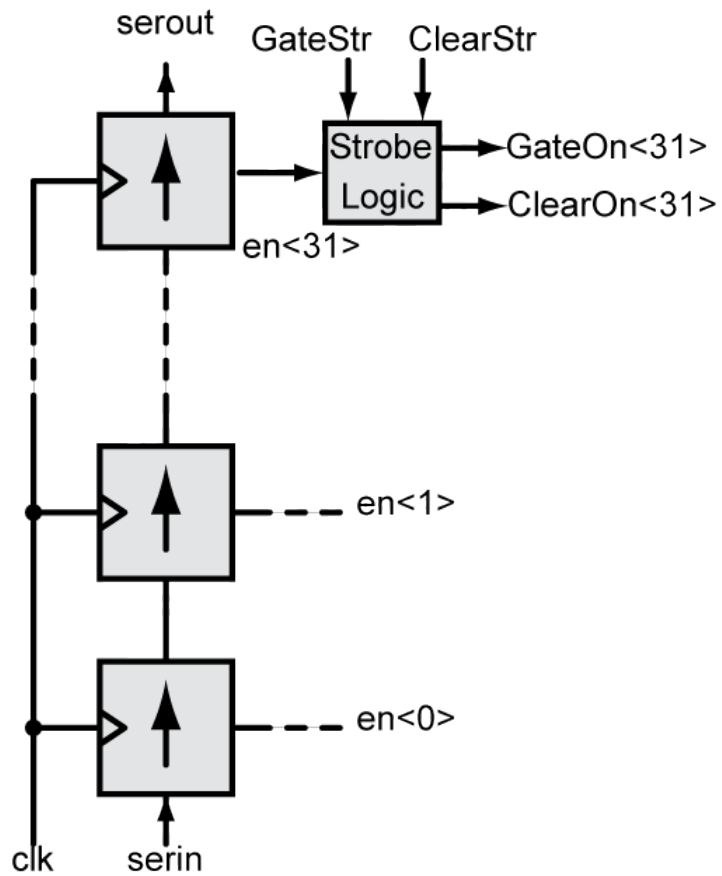 serout
GateStr
ClearStr
Strobe
Logic
GateOn<31>
ClearOn<31>
en<31>
en<1>
en<0>
clk
serin